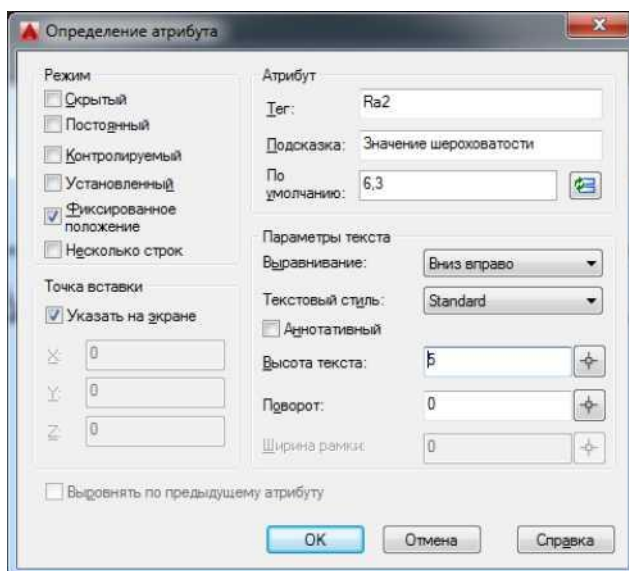 Определение атрибута
Режим
Скрытый
Постоянный
Контролируемый
Установленный
Фиксированное
положение
Несколько строк
Точка вставки
Указать на экране
X: 0
Y: 0
Z: 0
Атрибут
Тег: Ra2
Подсказка: Значение шероховатости
По
умолчанию: 6,3
Параметры текста
Выравнивание: Вниз вправо
Текстовый стиль: Standard
Аннотативный
Высота текста: 5
Поворот: 0
Ширина рамки: 0
Выровнять по предыдущему атрибуту
OK Отмена Справка